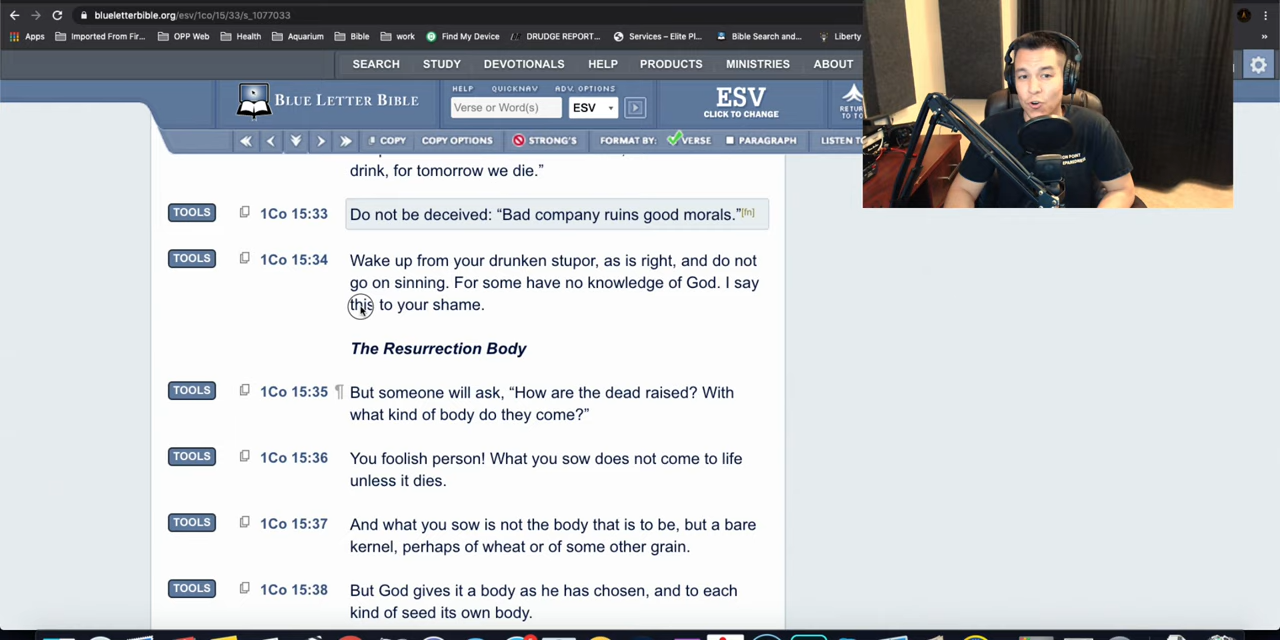 blueletterbible.org/esv/1co/15/33/s_1077033
Apps Imported From Fir... OPP Web Health Aquarium Bible work Find My Device DRUDGE REPORT... Services – Elite Pl... Bible Search and... Liberty »
SEARCH STUDY DEVOTIONALS HELP PRODUCTS MINISTRIES ABOUT
HELP QUICKNAV ADV. OPTIONS
BLUE LETTER BIBLE Verse or Word(s) ESV
ESV
CLICK TO CHANGE
COPY COPY OPTIONS STRONG'S FORMAT BY: VERSE PARAGRAPH LISTEN TO
drink, for tomorrow we die.”
TOOLS 1Co 15:33 Do not be deceived: “Bad company ruins good morals.”[fn]
TOOLS 1Co 15:34 Wake up from your drunken stupor, as is right, and do not
go on sinning. For some have no knowledge of God. I say
this to your shame.
The Resurrection Body
TOOLS 1Co 15:35 ¶ But someone will ask, “How are the dead raised? With
what kind of body do they come?”
TOOLS 1Co 15:36 You foolish person! What you sow does not come to life
unless it dies.
TOOLS 1Co 15:37 And what you sow is not the body that is to be, but a bare
kernel, perhaps of wheat or of some other grain.
TOOLS 1Co 15:38 But God gives it a body as he has chosen, and to each
kind of seed its own body.